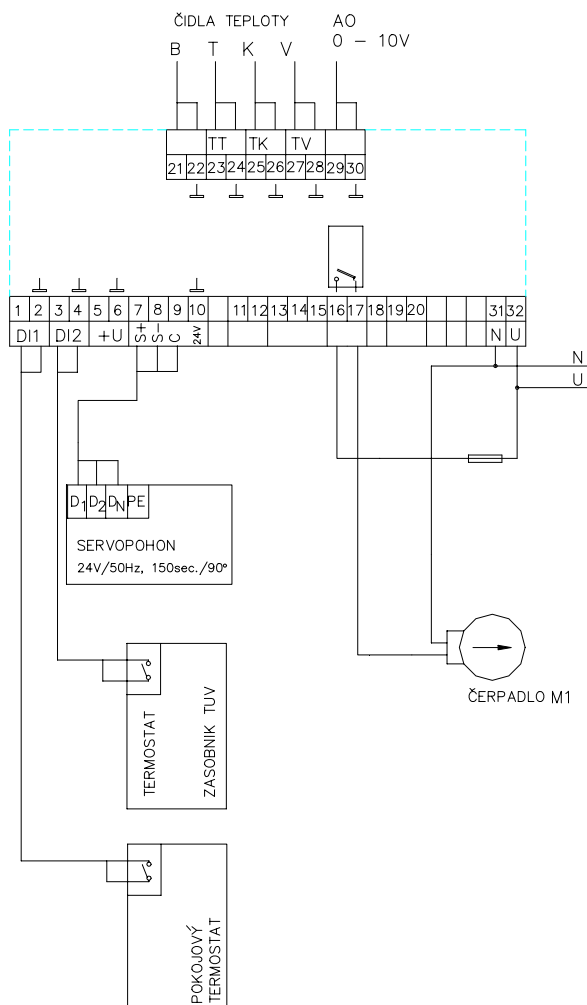 ČIDLA TEPLOTY
AO
0 – 10V
B T K V
TT TK TV
21 22 23 24 25 26 27 28 29 30
1 2 3 4 5 6 7 8 9 10 11 12 13 14 15 16 17 18 19 20 31 32
DI1 DI2 +U S+ S- C 24V N U
N
U
D1 D2 DN PE
SERVOPOHON
24V/50Hz, 150sec./90°
ČERPADLO M1
TERMOSTAT
ZASOBNIK TUV
POKOJOVÝ
TERMOSTAT